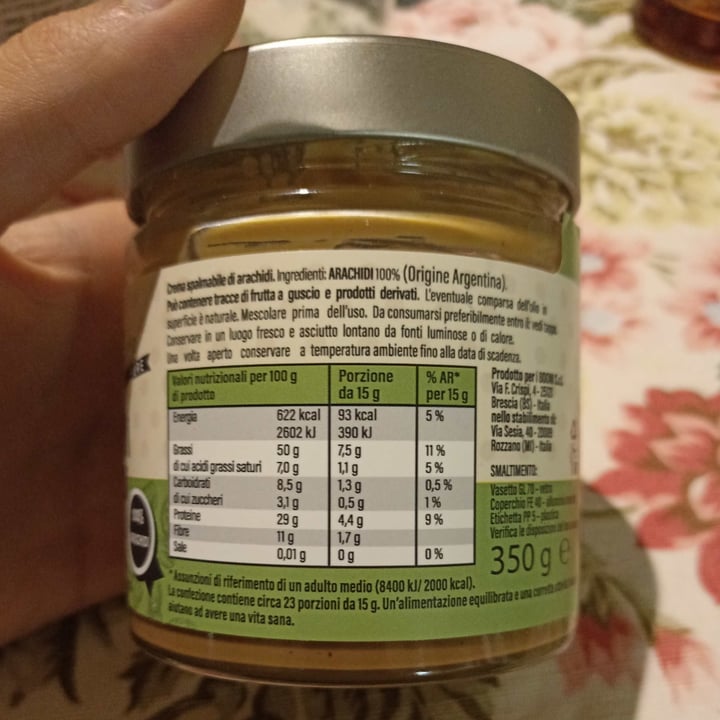 Crema spalmabile di arachidi. Ingredienti: ARACHIDI 100% (Origine Argentina).
Può contenere tracce di frutta a guscio e prodotti derivati. L'eventuale comparsa dell'olio in
superficie è naturale. Mescolare prima dell'uso. Da consumarsi preferibilmente entro il: vedi tappo.
Conservare in un luogo fresco e asciutto lontano da fonti luminose o di calore.
Una volta aperto conservare a temperatura ambiente fino alla data di scadenza.
Valori nutrizionali per 100 g di prodotto Porzione da 15 g % AR* per 15 g
Energia 622 kcal 93 kcal 5 %
2602 kJ 390 kJ
Grassi 50 g 7,5 g 11 %
di cui acidi grassi saturi 7,0 g 1,1 g 5 %
Carboidrati 8,5 g 1,3 g 0,5 %
di cui zuccheri 3,1 g 0,5 g 1 %
Proteine 29 g 4,4 g 9 %
Fibre 11 g 1,7 g
Sale 0,01 g 0 g 0 %
* Assunzioni di riferimento di un adulto medio (8400 kJ/ 2000 kcal).
La confezione contiene circa 23 porzioni da 15 g. Un'alimentazione equilibrata e una corretta
aiutano ad avere una vita sana.
Prodotto per
Via F. Crispi, 4 -
Brescia (BS) - Italia
nello stabilimento di:
Via Sesia, 40 - 20089
Rozzano (MI) - Italia
SMALTIMENTO:
Vasetto GL 70 - vetro
Coperchio FE 40 -
Etichetta PP 5 - plastica
Verifica le disposizioni del
350 g e